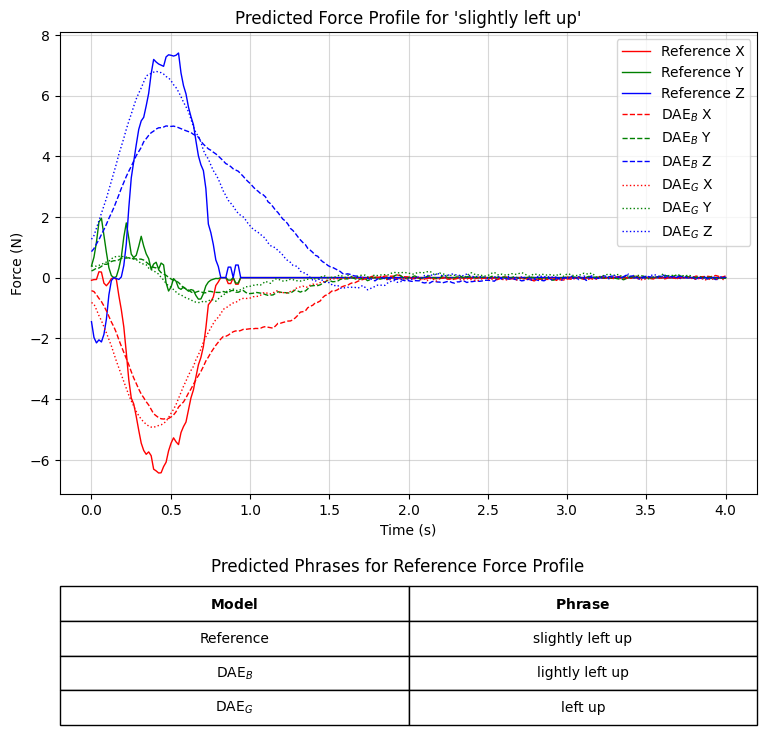 Predicted Force Profile for 'slightly left up'
8
6
4
2
0
−2
−4
−6
Force (N)
Reference X
Reference Y
Reference Z
DAE_B X
DAE_B Y
DAE_B Z
DAE_G X
DAE_G Y
DAE_G Z
0.0 0.5 1.0 1.5 2.0 2.5 3.0 3.5 4.0
Time (s)
Predicted Phrases for Reference Force Profile
Model Phrase
Reference slightly left up
DAE_B lightly left up
DAE_G left up